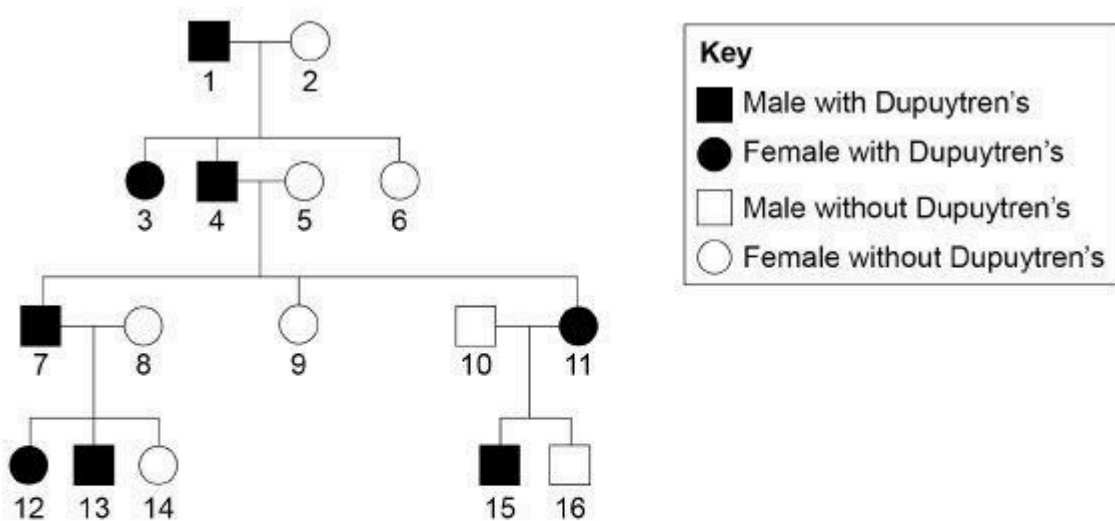 1 2
3 4 5 6
7 8 9 10 11
12 13 14 15 16
Key
Male with Dupuytren's
Female with Dupuytren's
Male without Dupuytren's
Female without Dupuytren's